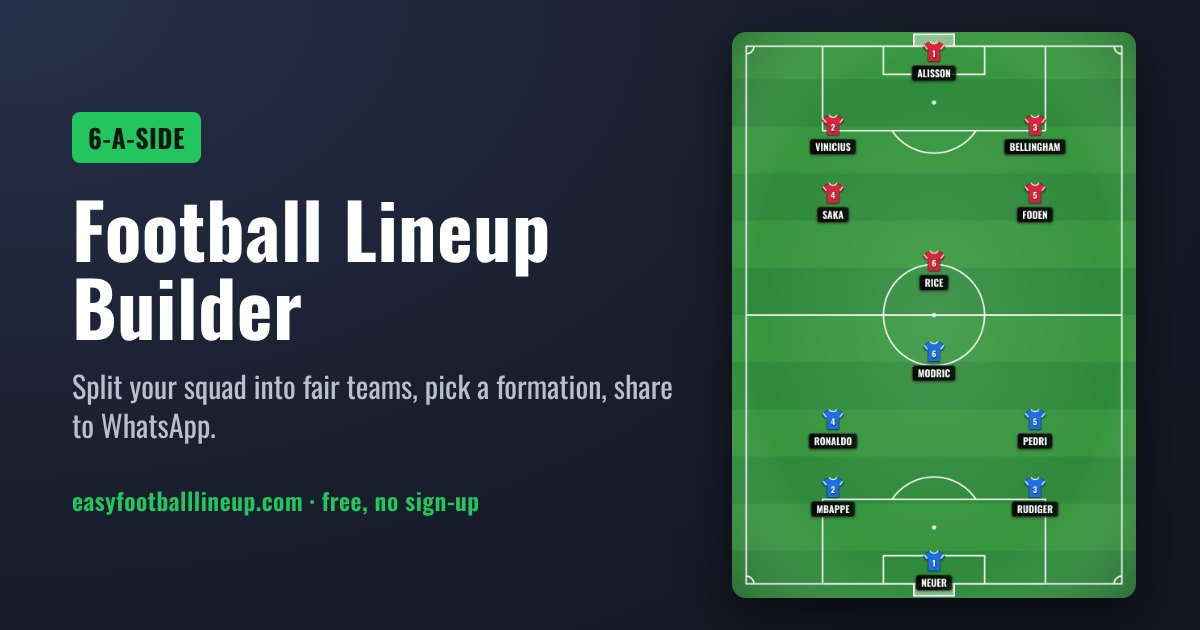 6-A-SIDE
Football Lineup
Builder
Split your squad into fair teams, pick a formation, share
to WhatsApp.
easyfootballlineup.com · free, no sign-up
1
ALISSON
2
VINICIUS
3
BELLINGHAM
4
SAKA
5
FODEN
6
RICE
6
MODRIC
4
RONALDO
5
PEDRI
2
MBAPPE
3
RUDIGER
1
NEUER